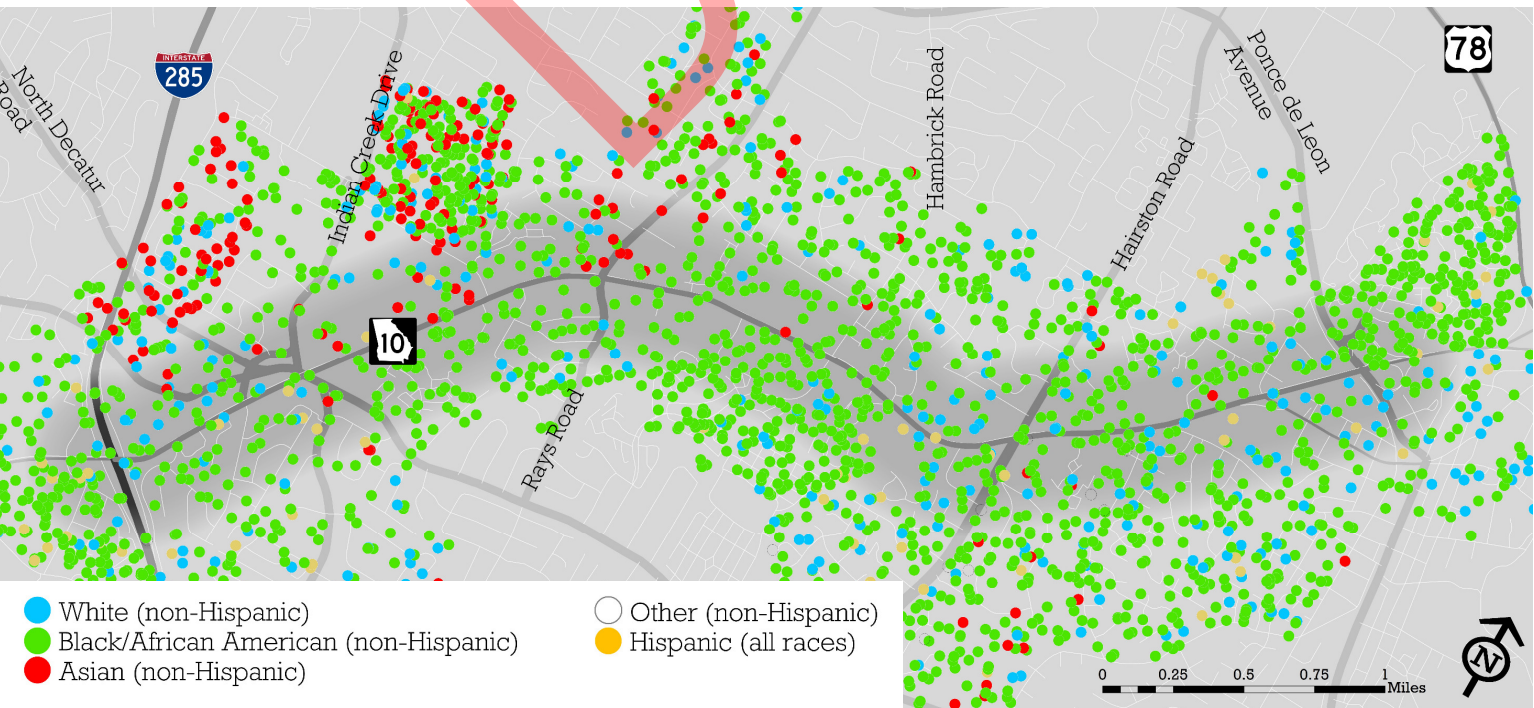 INTERSTATE
285
North Decatur
Road
Indian Creek Drive
Hambrick Road
Hairston Road
Ponce de Leon
Avenue
78
10
Rays Road
White (non-Hispanic)
Black/African American (non-Hispanic)
Asian (non-Hispanic)
Other (non-Hispanic)
Hispanic (all races)
0 0.25 0.5 0.75 1
Miles
N